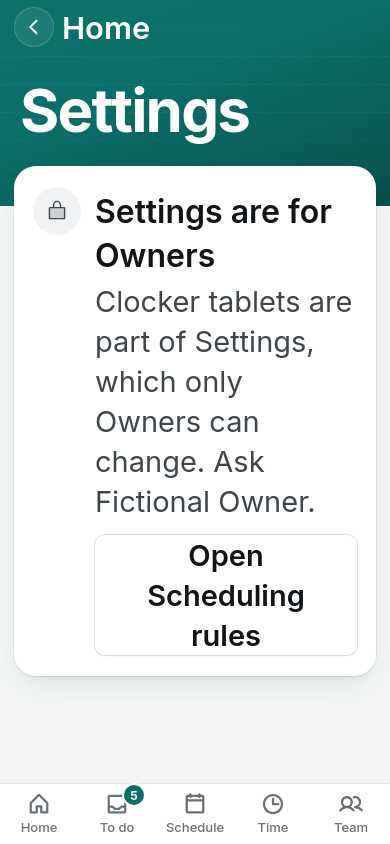 Home
Settings
Settings are for
Owners
Clocker tablets are
part of Settings,
which only
Owners can
change. Ask
Fictional Owner.
Open
Scheduling
rules
5
Home
To do
Schedule
Time
Team